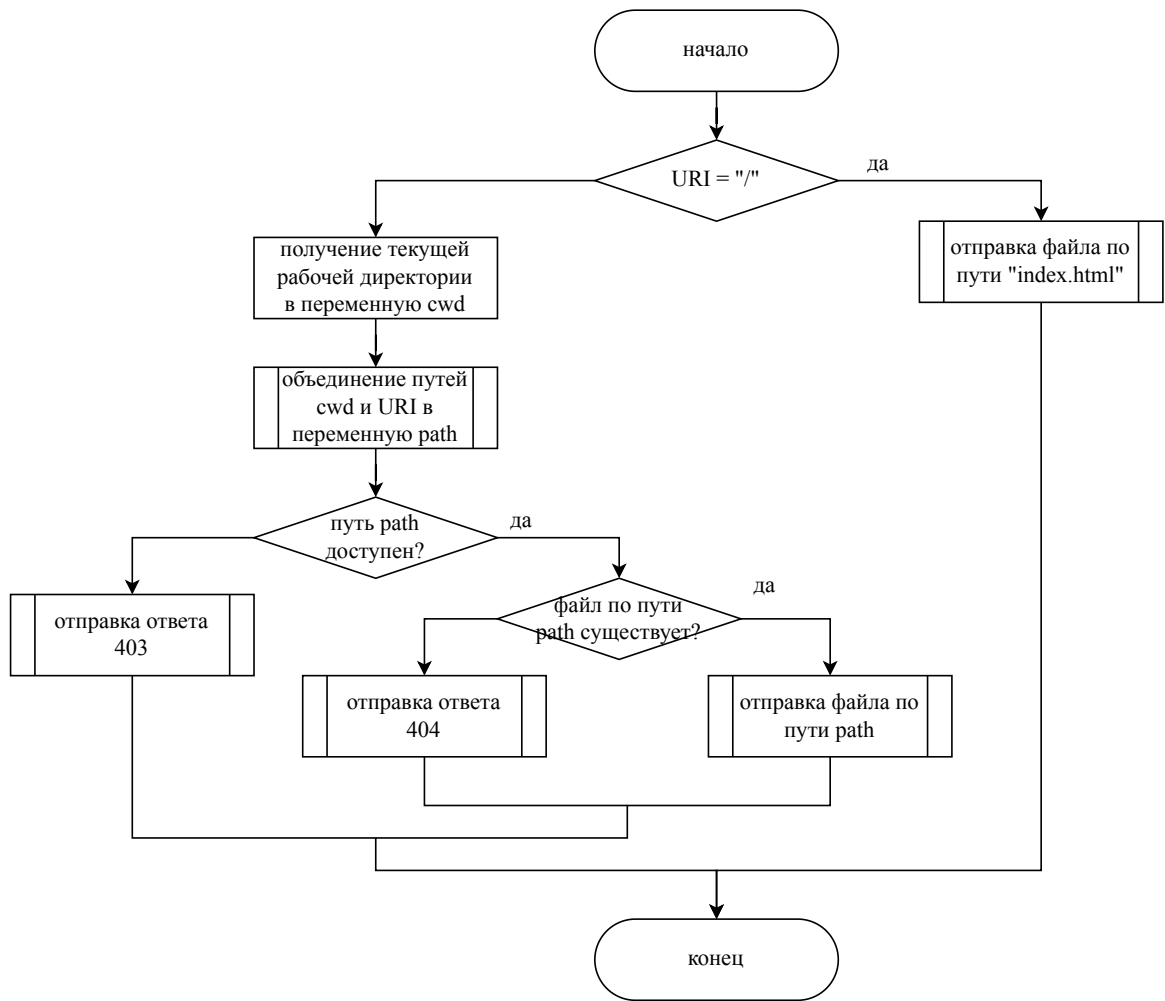 начало
URI = "/"
да
получение текущей
рабочей директории
в переменную cwd
отправка файла по
пути "index.html"
объединение путей
cwd и URI в
переменную path
путь path
доступен?
да
файл по пути
path существует?
да
отправка ответа
403
отправка ответа
404
отправка файла по
пути path
конец